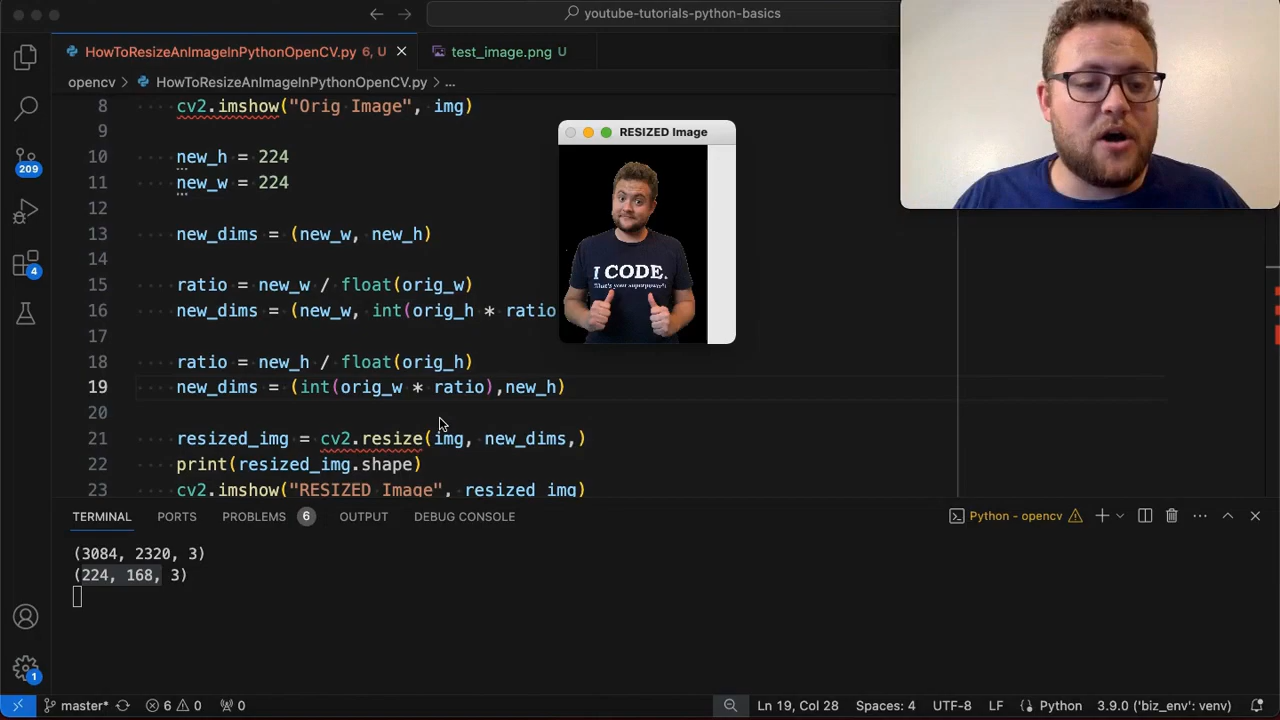 youtube-tutorials-python-basics
HowToResizeAnImageInPythonOpenCV.py 6, U
test_image.png U
opencv > HowToResizeAnImageInPythonOpenCV.py > ...
8 cv2.imshow("Orig Image", img)
9
10 new_h = 224
11 new_w = 224
12
13 new_dims = (new_w, new_h)
14
15 ratio = new_w / float(orig_w)
16 new_dims = (new_w, int(orig_h * ratio
17
18 ratio = new_h / float(orig_h)
19 new_dims = (int(orig_w * ratio),new_h)
20
21 resized_img = cv2.resize(img, new_dims,)
22 print(resized_img.shape)
23 cv2.imshow("RESIZED Image", resized_img)
RESIZED Image
I CODE.
That's your superpower?
209
4
1
TERMINAL PORTS PROBLEMS 6 OUTPUT DEBUG CONSOLE
Python - opencv
(3084, 2320, 3)
(224, 168, 3)
master* 6 0 0
Ln 19, Col 28 Spaces: 4 UTF-8 LF Python 3.9.0 ('biz_env': venv)